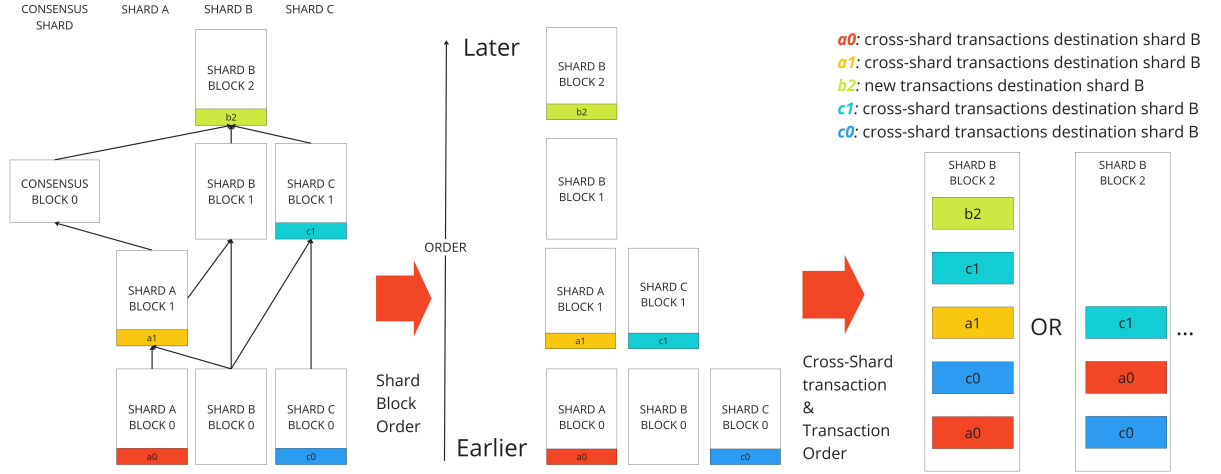 CONSENSUS
SHARD
SHARD A
SHARD B
SHARD C
SHARD B
BLOCK 2
b2
CONSENSUS
BLOCK 0
SHARD B
BLOCK 1
SHARD C
BLOCK 1
c1
SHARD A
BLOCK 1
a1
SHARD A
BLOCK 0
a0
SHARD B
BLOCK 0
SHARD C
BLOCK 0
c0
Shard
Block
Order
Later
ORDER
Earlier
SHARD B
BLOCK 2
b2
SHARD B
BLOCK 1
SHARD A
BLOCK 1
a1
SHARD C
BLOCK 1
c1
SHARD A
BLOCK 0
a0
SHARD B
BLOCK 0
SHARD C
BLOCK 0
c0
Cross-Shard
transaction
&
Transaction
Order
a0: cross-shard transactions destination shard B
a1: cross-shard transactions destination shard B
b2: new transactions destination shard B
c1: cross-shard transactions destination shard B
c0: cross-shard transactions destination shard B
SHARD B
BLOCK 2
b2
c1
a1
c0
a0
OR
SHARD B
BLOCK 2
c1
a0
c0
...